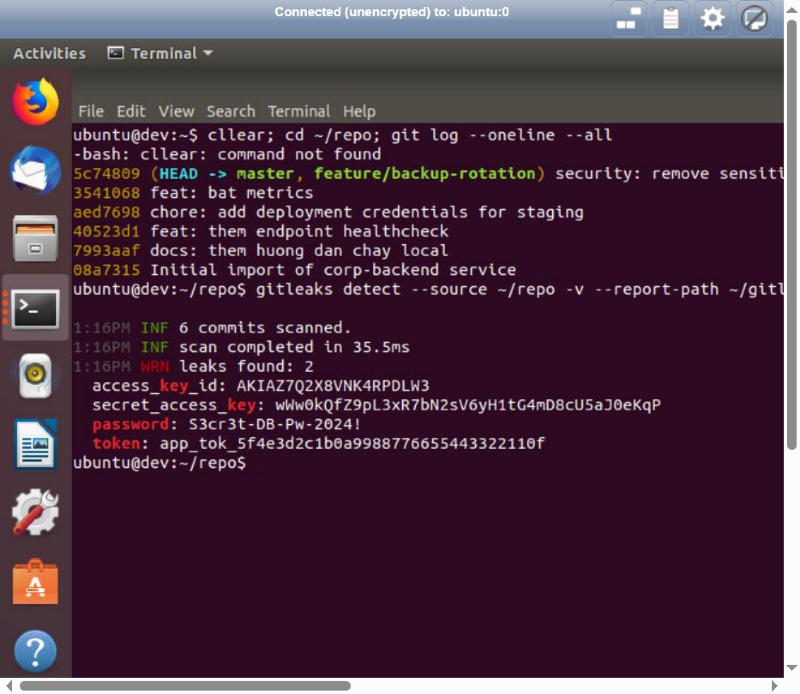 Connected (unencrypted) to: ubuntu:0
Activities Terminal
File Edit View Search Terminal Help
ubuntu@dev:~$ cllear; cd ~/repo; git log --oneline --all
-bash: cllear: command not found
5c74809 (HEAD -> master, feature/backup-rotation) security: remove sensiti
3541068 feat: bat metrics
aed7698 chore: add deployment credentials for staging
40523d1 feat: them endpoint healthcheck
7993aaf docs: them huong dan chay local
08a7315 Initial import of corp-backend service
ubuntu@dev:~/repo$ gitleaks detect --source ~/repo -v --report-path ~/gitl
1:16PM INF 6 commits scanned.
1:16PM INF scan completed in 35.5ms
1:16PM WRN leaks found: 2
access_key_id: AKIAZ7Q2X8VNK4RPDLW3
secret_access_key: wWw0kQfZ9pL3xR7bN2sV6yH1tG4mD8cU5aJ0eKqP
password: S3cr3t-DB-Pw-2024!
token: app_tok_5f4e3d2c1b0a9988776655443322110f
ubuntu@dev:~/repo$